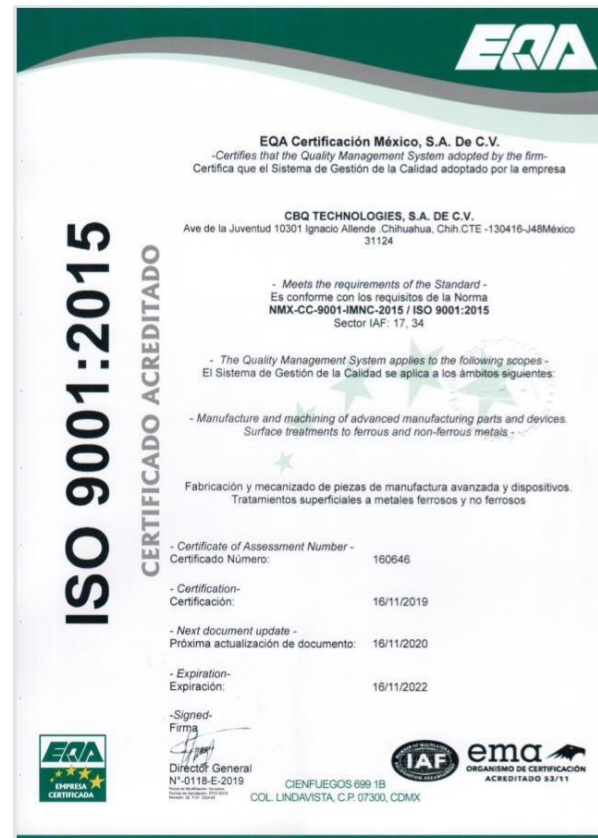 EQA
EQA Certificación México, S.A. De C.V.
-Certifies that the Quality Management System adopted by the firm-
Certifica que el Sistema de Gestión de la Calidad adoptado por la empresa
CBQ TECHNOLOGIES, S.A. DE C.V.
Ave de la Juventud 10301 Ignacio Allende .Chihuahua, Chih.CTE -130416-J48México
31124
- Meets the requirements of the Standard -
Es conforme con los requisitos de la Norma
NMX-CC-9001-IMNC-2015 / ISO 9001:2015
Sector IAF: 17, 34
- The Quality Management System applies to the following scopes -
El Sistema de Gestión de la Calidad se aplica a los ámbitos siguientes:
- Manufacture and machining of advanced manufacturing parts and devices.
Surface treatments to ferrous and non-ferrous metals -
Fabricación y mecanizado de piezas de manufactura avanzada y dispositivos.
Tratamientos superficiales a metales ferrosos y no ferrosos
- Certificate of Assessment Number -
Certificado Número: 160646
- Certification-
Certificación: 16/11/2019
- Next document update -
Próxima actualización de documento: 16/11/2020
- Expiration-
Expiración: 16/11/2022
-Signed-
Firma
Director General
N°-0118-E-2019
CIENFUEGOS 699 1B
COL. LINDAVISTA, C.P. 07300, CDMX
ISO 9001:2015
CERTIFICADO ACREDITADO
EQA
EMPRESA
CERTIFICADA
IAF
ema
ORGANISMO DE CERTIFICACIÓN
ACREDITADO 53/11